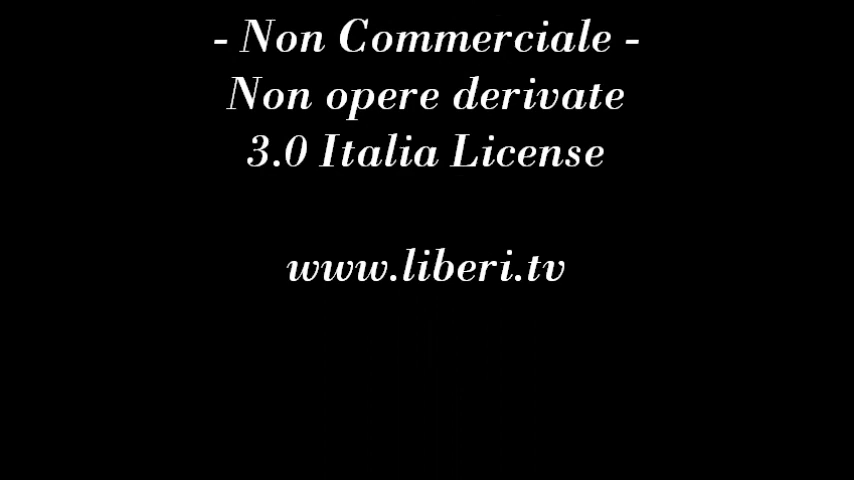 - Non Commerciale -
Non opere derivate
3.0 Italia License
www.liberi.tv